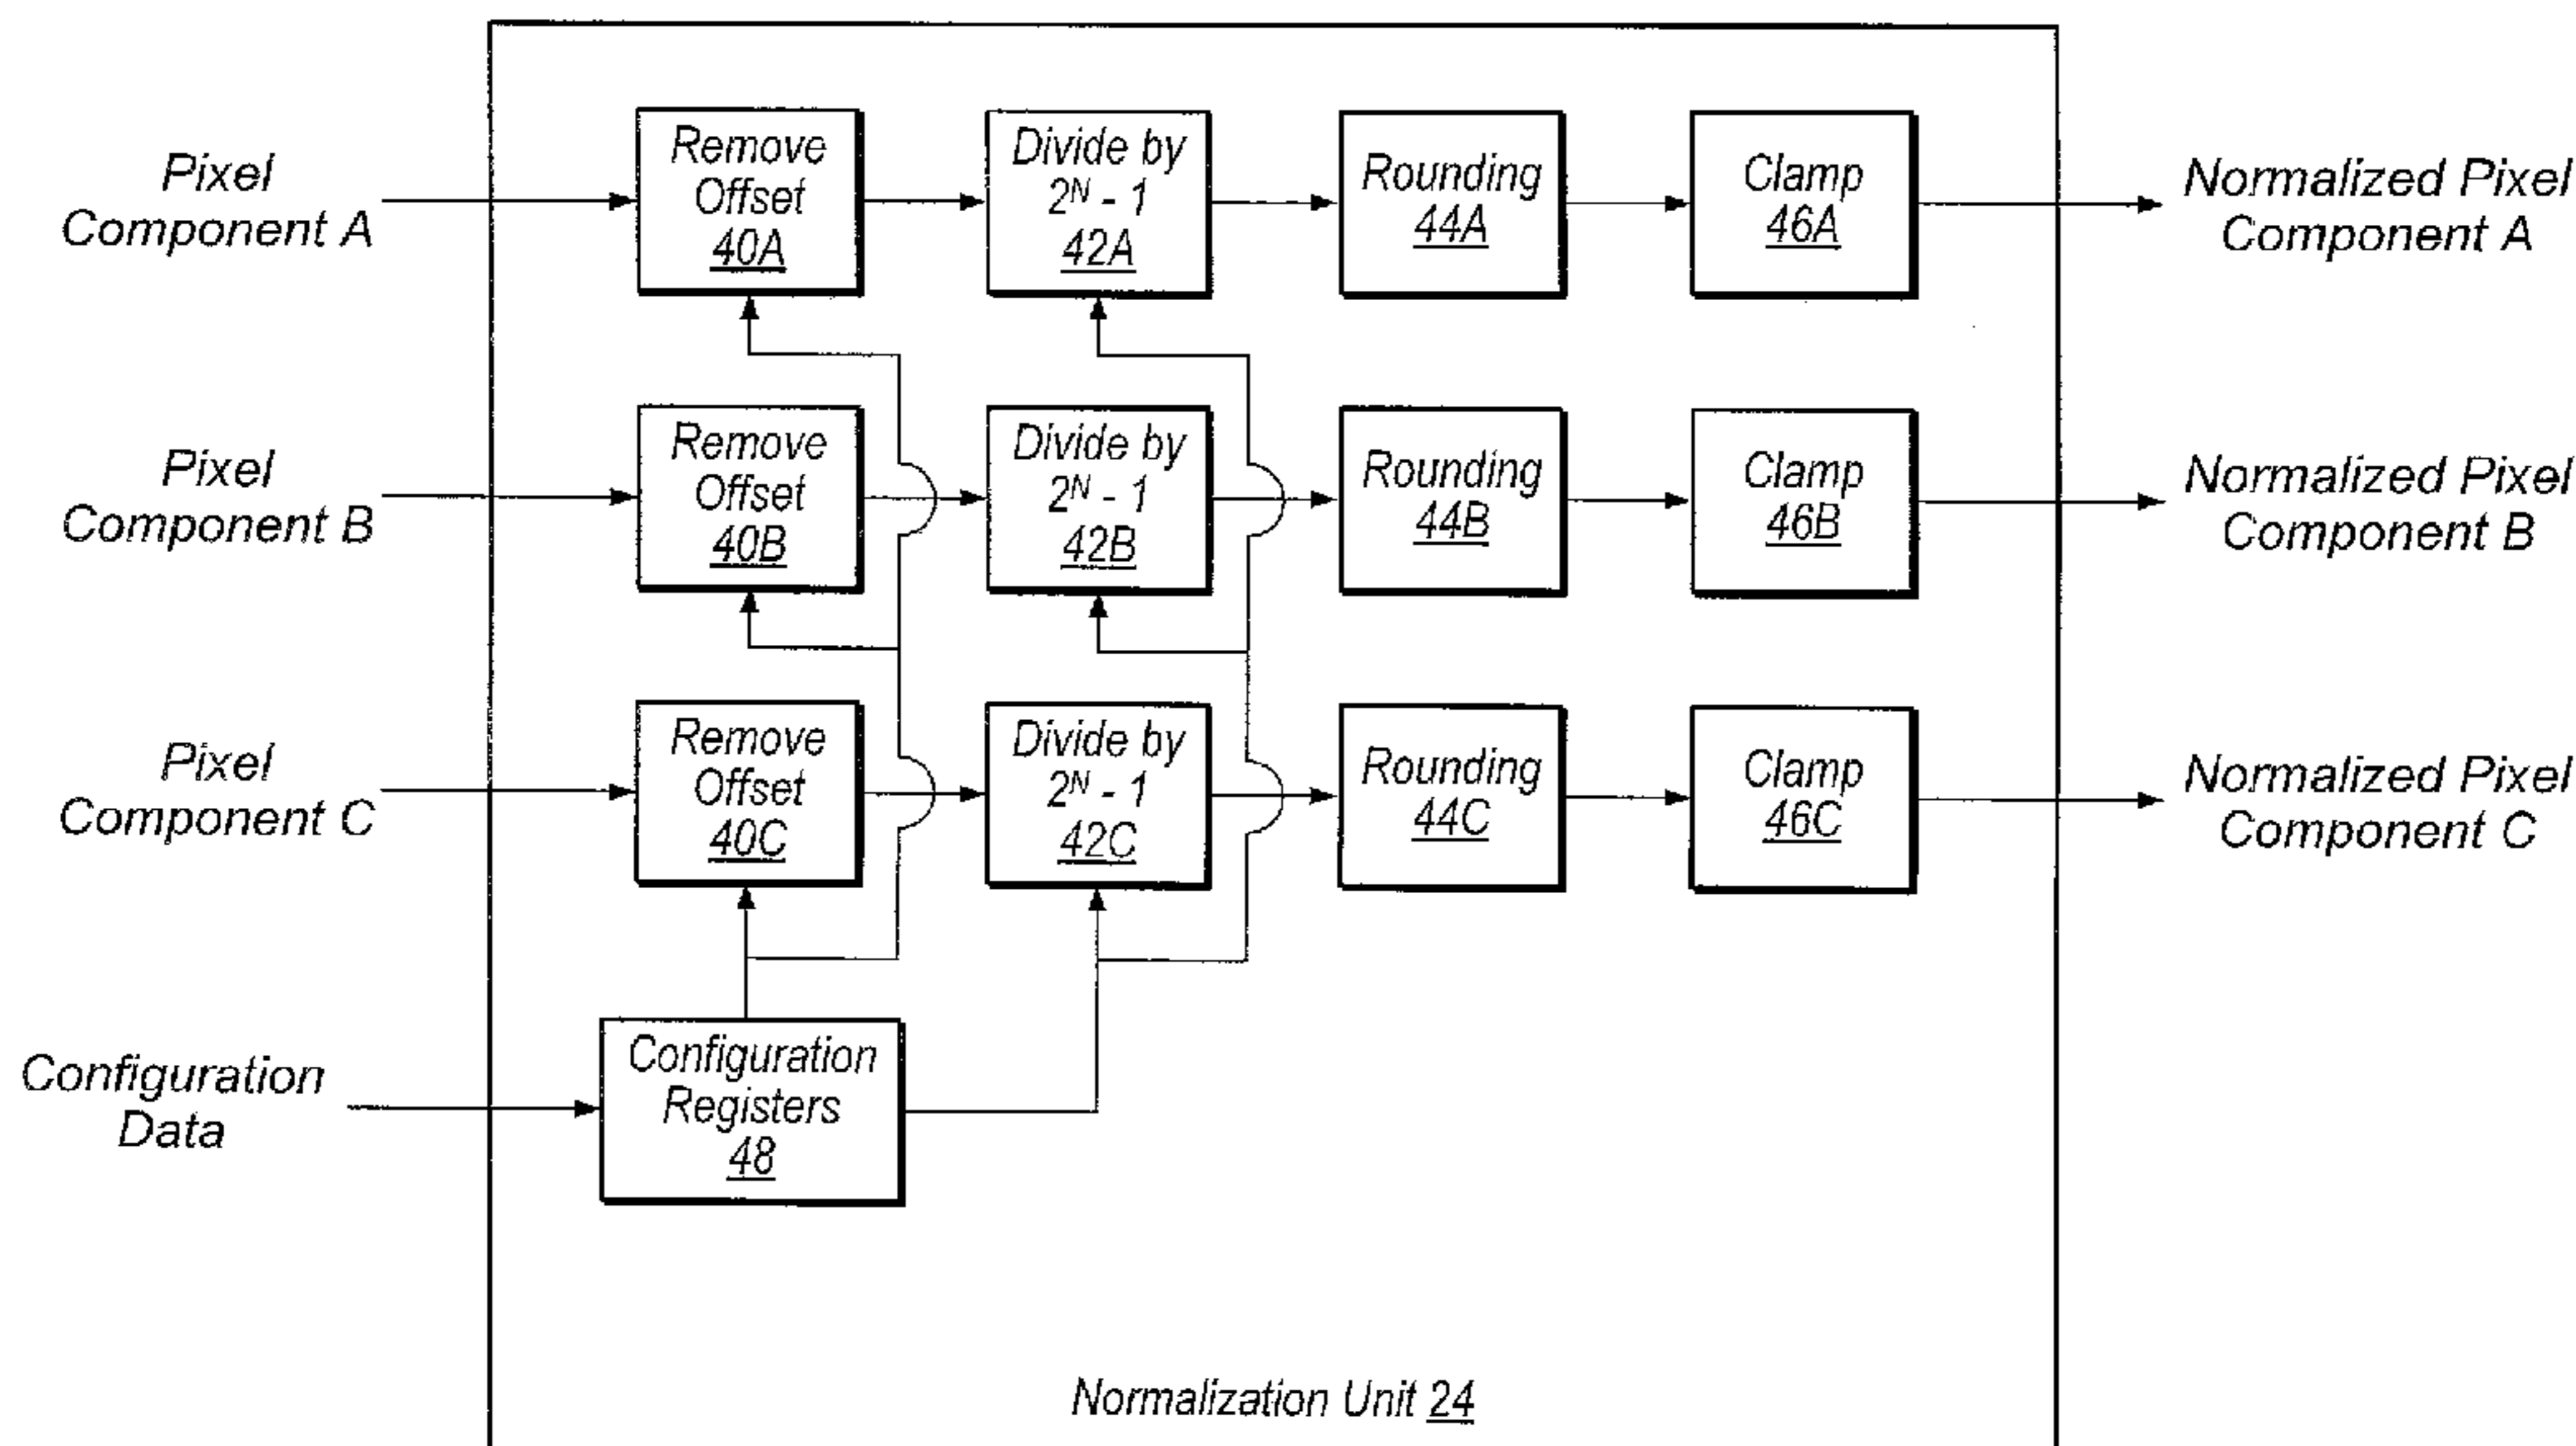 Pixel
Component A
Remove
Offset
40A
Divide by
2ᴺ - 1
42A
Rounding
44A
Clamp
46A
Normalized Pixel
Component A
Pixel
Component B
Remove
Offset
40B
Divide by
2ᴺ - 1
42B
Rounding
44B
Clamp
46B
Normalized Pixel
Component B
Pixel
Component C
Remove
Offset
40C
Divide by
2ᴺ - 1
42C
Rounding
44C
Clamp
46C
Normalized Pixel
Component C
Configuration
Data
Configuration
Registers
48
Normalization Unit 24